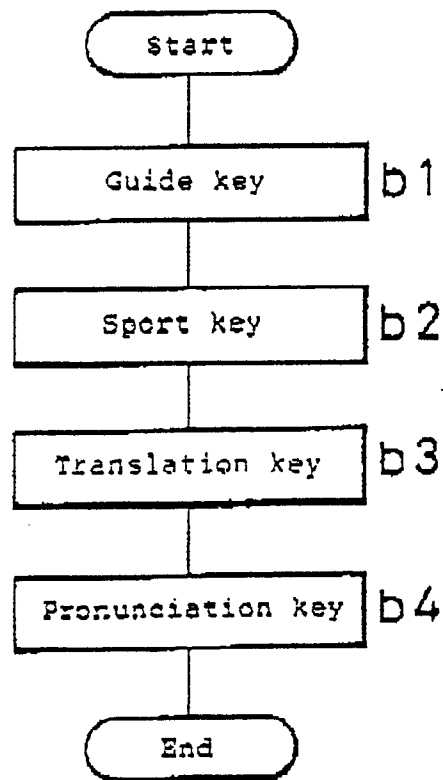 Start
Guide key b1
Sport key b2
Translation key b3
Pronunciation key b4
End